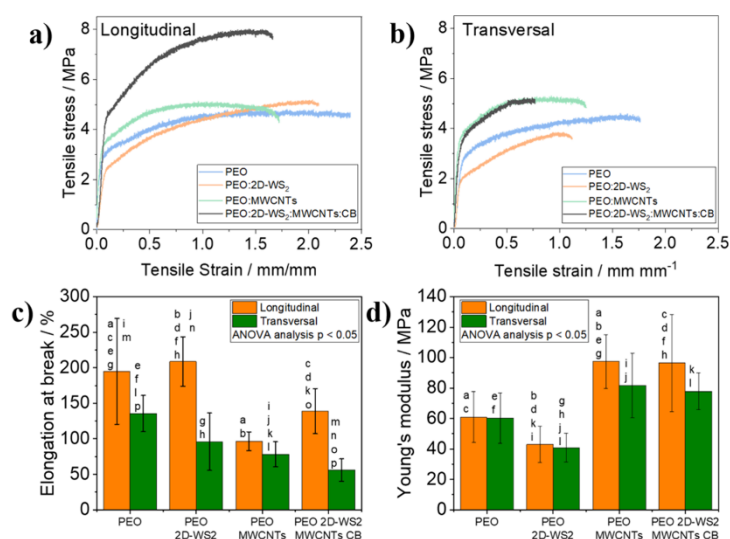 a)
Longitudinal
Tensile stress / MPa
8
6
4
2
0
PEO
PEO:2D-WS₂
PEO:MWCNTs
PEO:2D-WS₂:MWCNTs:CB
0.0 0.5 1.0 1.5 2.0 2.5
Tensile Strain / mm/mm
b)
Transversal
Tensile stress / MPa
8
6
4
2
0
PEO
PEO:2D-WS₂
PEO:MWCNTs
PEO:2D-WS₂:MWCNTs:CB
0.0 0.5 1.0 1.5 2.0 2.5
Tensile strain / mm mm⁻¹
c)
Elongation at break / %
300
250
200
150
100
50
0
Longitudinal
Transversal
ANOVA analysis p < 0.05
a
c i
e m
g
e
f
l
p
b j
d n
f
h
g
h
a
b
i
j
k
l
c
d
k
o
m
n
o
p
PEO
PEO
2D-WS2
PEO
MWCNTs
PEO 2D-WS2
MWCNTs CB
d)
Young's modulus / MPa
140
120
100
80
60
40
20
0
Longitudinal
Transversal
ANOVA analysis p < 0.05
a
c
e
f
b
d
k
i
g
h
j
l
a
b
e
g
i
j
c
d
f
h
k
l
PEO
PEO
2D-WS2
PEO
MWCNTs
PEO 2D-WS2
MWCNTs CB